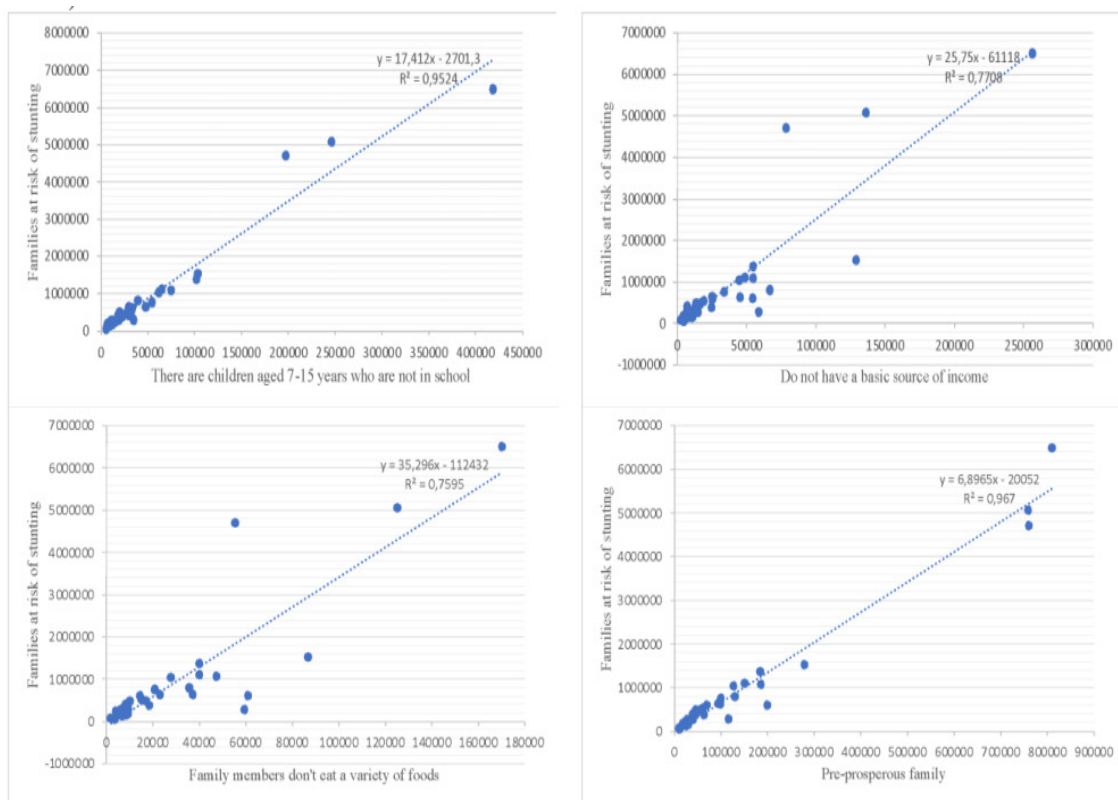 8000000
7000000
6000000
5000000
4000000
3000000
2000000
1000000
0
Families at risk of stunting
y = 17,412x - 2701,3
R² = 0,9524
0 50000 100000 150000 200000 250000 300000 350000 400000 450000
There are children aged 7-15 years who are not in school
7000000
6000000
5000000
4000000
3000000
2000000
1000000
0
-1000000
Families at risk of stunting
y = 25,75x - 61118
R² = 0,7708
0 50000 100000 150000 200000 250000 300000
Do not have a basic source of income
7000000
6000000
5000000
4000000
3000000
2000000
1000000
0
-1000000
Families at risk of stunting
y = 35,296x - 112432
R² = 0,7595
0 20000 40000 60000 80000 100000 120000 140000 160000 180000
Family members don't eat a variety of foods
7000000
6000000
5000000
4000000
3000000
2000000
1000000
0
Families at risk of stunting
y = 6,8965x - 20052
R² = 0,967
0 100000 200000 300000 400000 500000 600000 700000 800000 900000
Pre-prosperous family